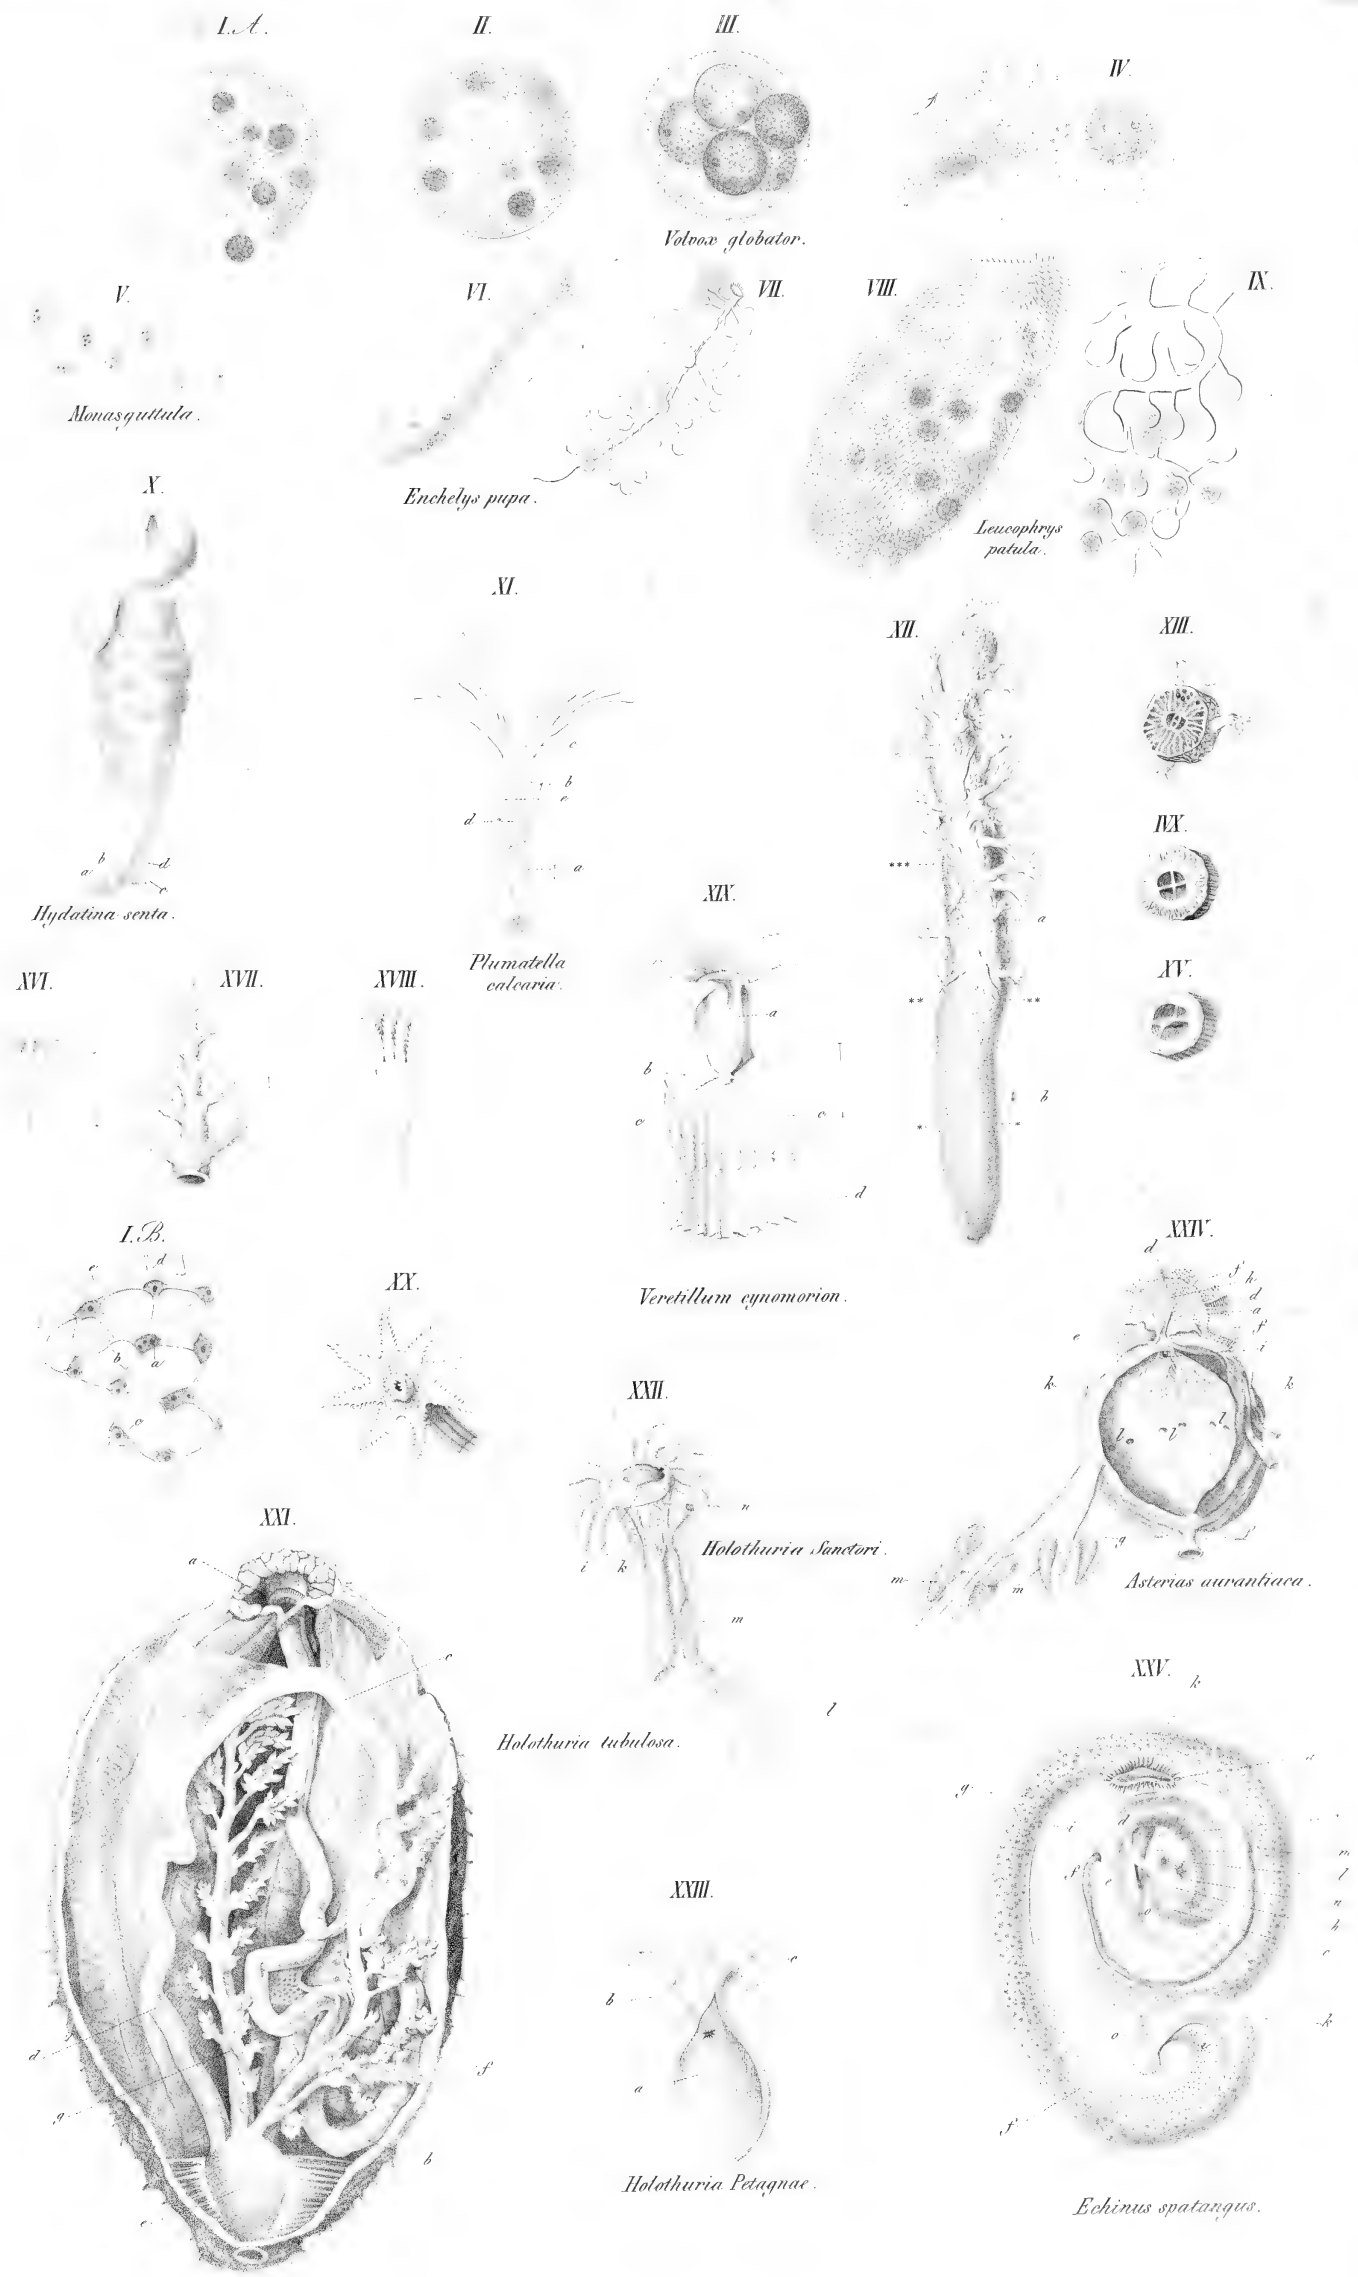 I.A.
II.
III.
IV.
Volvox globator.
V.
VI.
VII.
VIII.
IX.
Monas guttula.
Enchelys pupa.
Leucophrys
patula.
X.
XI.
XII.
XIII.
c
b
e
d
a
***
a
IVX.
b
a
d
c
Hydatina senta.
XIX.
Plumatella
calcaria.
XV.
XVI.
XVII.
XVIII.
**
**
a
b
b
c
c
*
*
d
I.B.
e
d
b
a
c
XX.
Veretillum cynomorion.
XXIV.
d
f
h
d
a
f
i
e
k
k
l
l
l
g
f
m
m
Asterias aurantiaca.
XXII.
n
i
k
m
l
Holothuria Sanctori.
XXI.
a
c
d
g
e
f
b
Holothuria tubulosa.
XXIII.
c
b
a
Holothuria Petagnae.
XXV.
k
g
i
d
f
e
o
m
l
n
h
c
k
o
f
Echinus spatangus.